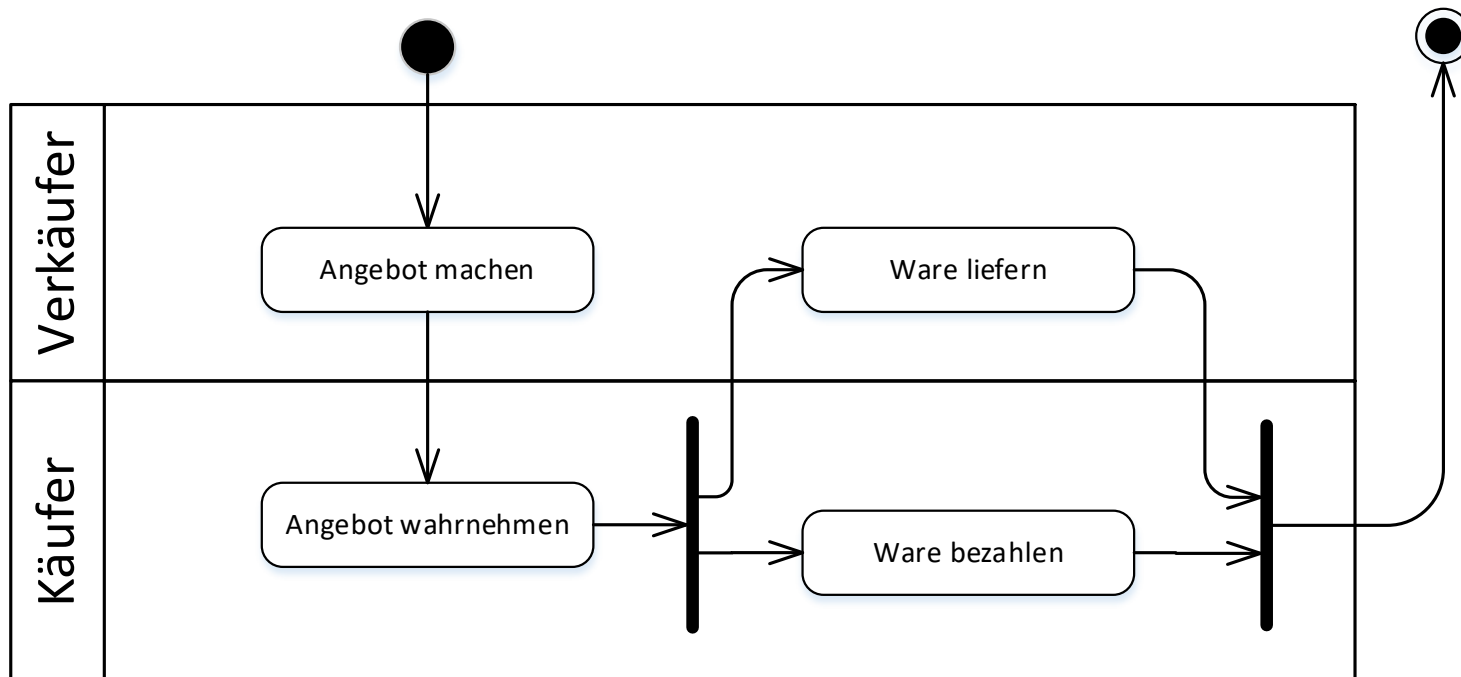 Verkäufer
Angebot machen
Ware liefern
Käufer
Angebot wahrnehmen
Ware bezahlen